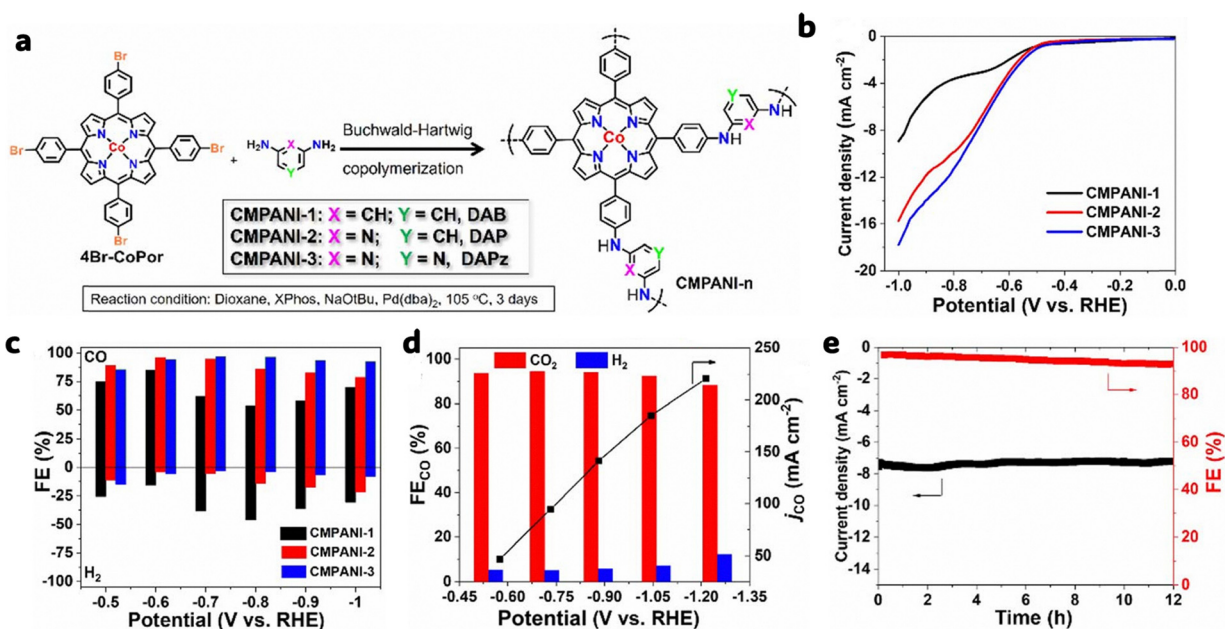 a
Br
Br
Br
Br
N
N
N
N
Co
4Br-CoPor
+
H2N
X
NH2
Y
Buchwald-Hartwig
copolymerization
CMPANI-1: X = CH; Y = CH, DAB
CMPANI-2: X = N; Y = CH, DAP
CMPANI-3: X = N; Y = N, DAPz
Reaction condition: Dioxane, XPhos, NaOtBu, Pd(dba)2, 105 °C, 3 days
N
N
N
N
Co
N
H
Y
X
N
H
HN
Y
X
HN
CMPANI-n
b
Current density (mA cm-2)
0
-4
-8
-12
-16
-20
CMPANI-1
CMPANI-2
CMPANI-3
-1.0
-0.8
-0.6
-0.4
-0.2
0.0
Potential (V vs. RHE)
c
FE (%)
100
75
50
25
0
-25
-50
-75
-100
CO
H2
CMPANI-1
CMPANI-2
CMPANI-3
-0.5
-0.6
-0.7
-0.8
-0.9
-1
Potential (V vs. RHE)
d
FECO (%)
100
80
60
40
20
0
CO2
H2
250
200
150
100
50
jCO (mA cm-2)
-0.45
-0.60
-0.75
-0.90
-1.05
-1.20
-1.35
Potential (V vs. RHE)
e
Current density (mA cm-2)
0
-2
-4
-6
-8
-10
-12
-14
100
80
60
40
20
0
FE (%)
0
2
4
6
8
10
12
Time (h)